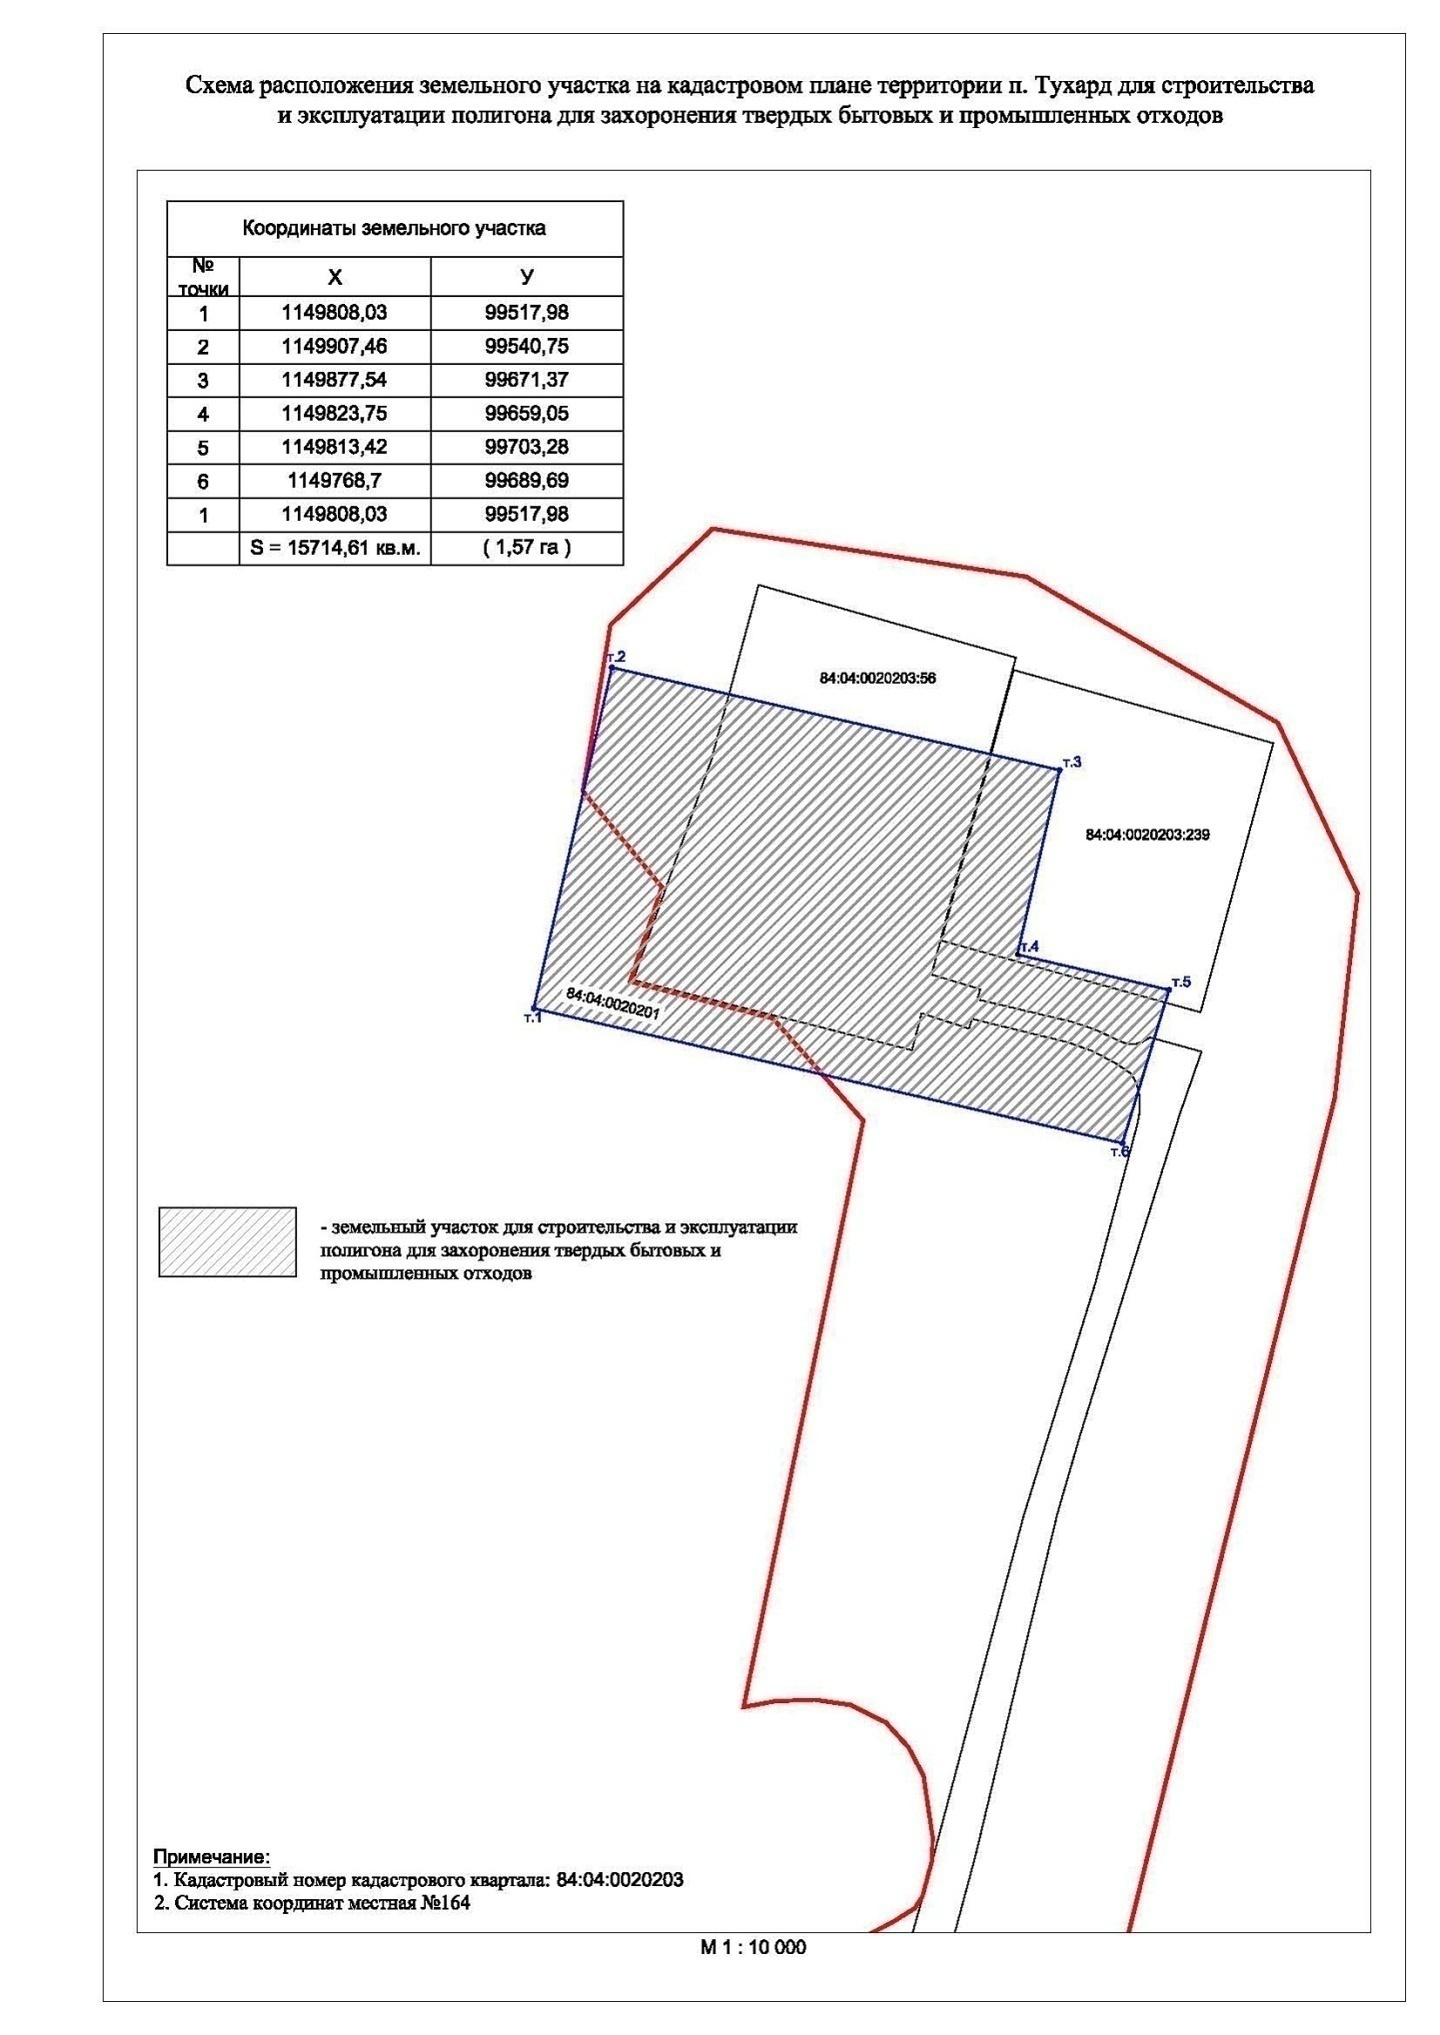 Схема расположения земельного участка на кадастровом плане территории п. Тухард для строительства
и эксплуатации полигона для захоронения твердых бытовых и промышленных отходов
Координаты земельного участка
№ точки X У
1 1149808,03 99517,98
2 1149907,46 99540,75
3 1149877,54 99671,37
4 1149823,75 99659,05
5 1149813,42 99703,28
6 1149768,7 99689,69
1 1149808,03 99517,98
S = 15714,61 кв.м. ( 1,57 га )
т.2
84:04:0020203:56
т.3
84:04:0020203:239
т.4
т.5
84:04:0020201
т.1
т.6
- земельный участок для строительства и эксплуатации
полигона для захоронения твердых бытовых и
промышленных отходов
Примечание:
1. Кадастровый номер кадастрового квартала: 84:04:0020203
2. Система координат местная №164
М 1 : 10 000